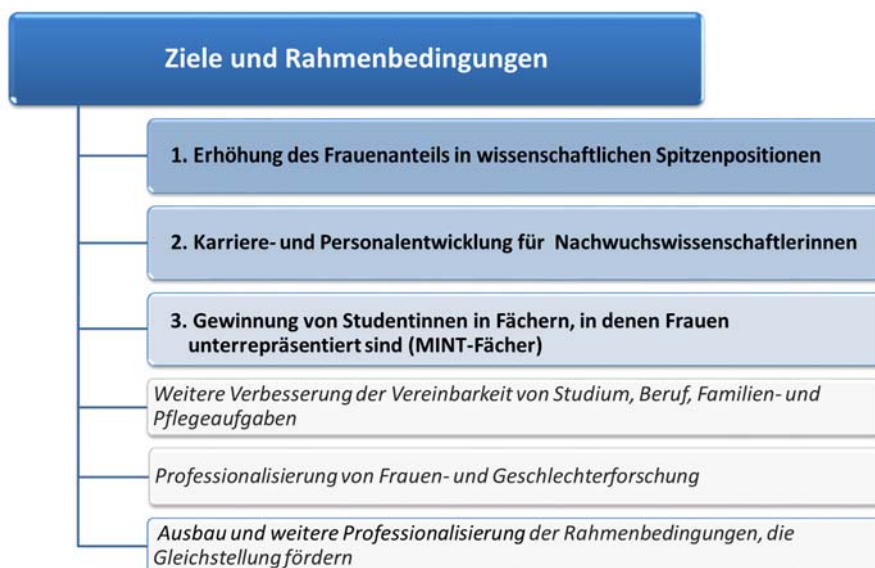 Ziele und Rahmenbedingungen
1. Erhöhung des Frauenanteils in wissenschaftlichen Spitzenpositionen
2. Karriere- und Personalentwicklung für Nachwuchswissenschaftlerinnen
3. Gewinnung von Studentinnen in Fächern, in denen Frauen
unterrepräsentiert sind (MINT-Fächer)
Weitere Verbesserung der Vereinbarkeit von Studium, Beruf, Familien- und
Pflegeaufgaben
Professionalisierung von Frauen- und Geschlechterforschung
Ausbau und weitere Professionalisierung der Rahmenbedingungen, die
Gleichstellung fördern